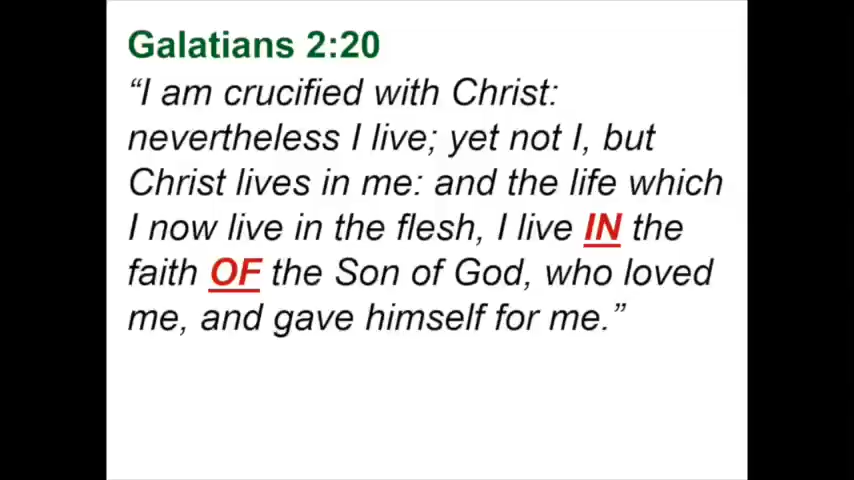 Galatians 2:20
“I am crucified with Christ:
nevertheless I live; yet not I, but
Christ lives in me: and the life which
I now live in the flesh, I live IN the
faith OF the Son of God, who loved
me, and gave himself for me.”